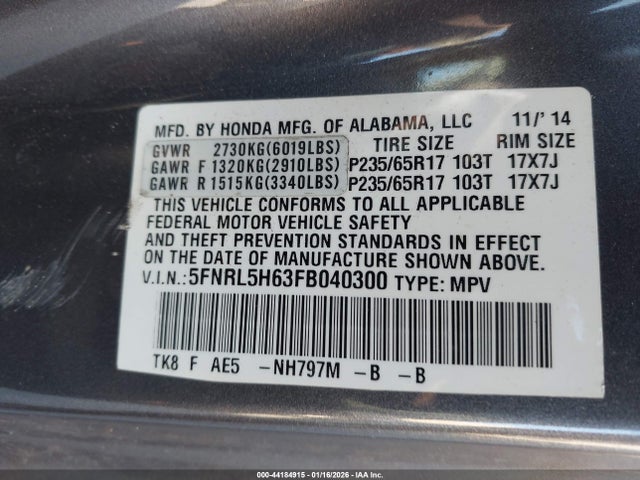 MFD. BY HONDA MFG. OF ALABAMA, LLC 11/'14
TIRE SIZE RIM SIZE
GVWR 2730KG(6019LBS)
GAWR F 1320KG(2910LBS) P235/65R17 103T 17X7J
GAWR R 1515KG(3340LBS) P235/65R17 103T 17X7J
THIS VEHICLE CONFORMS TO ALL APPLICABLE
FEDERAL MOTOR VEHICLE SAFETY
AND THEFT PREVENTION STANDARDS IN EFFECT
ON THE DATE OF MANUFACTURE SHOWN ABOVE.
V.I.N.: 5FNRL5H63FB040300 TYPE: MPV
TK8 F AE5 -NH797M -B -B
000-44184915 - 01/16/2026 - IAA Inc.